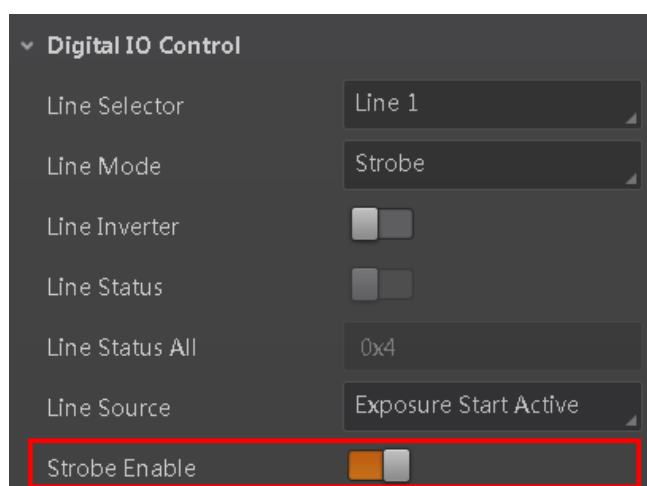 Digital IO Control
Line Selector Line 1
Line Mode Strobe
Line Inverter
Line Status
Line Status All 0x4
Line Source Exposure Start Active
Strobe Enable